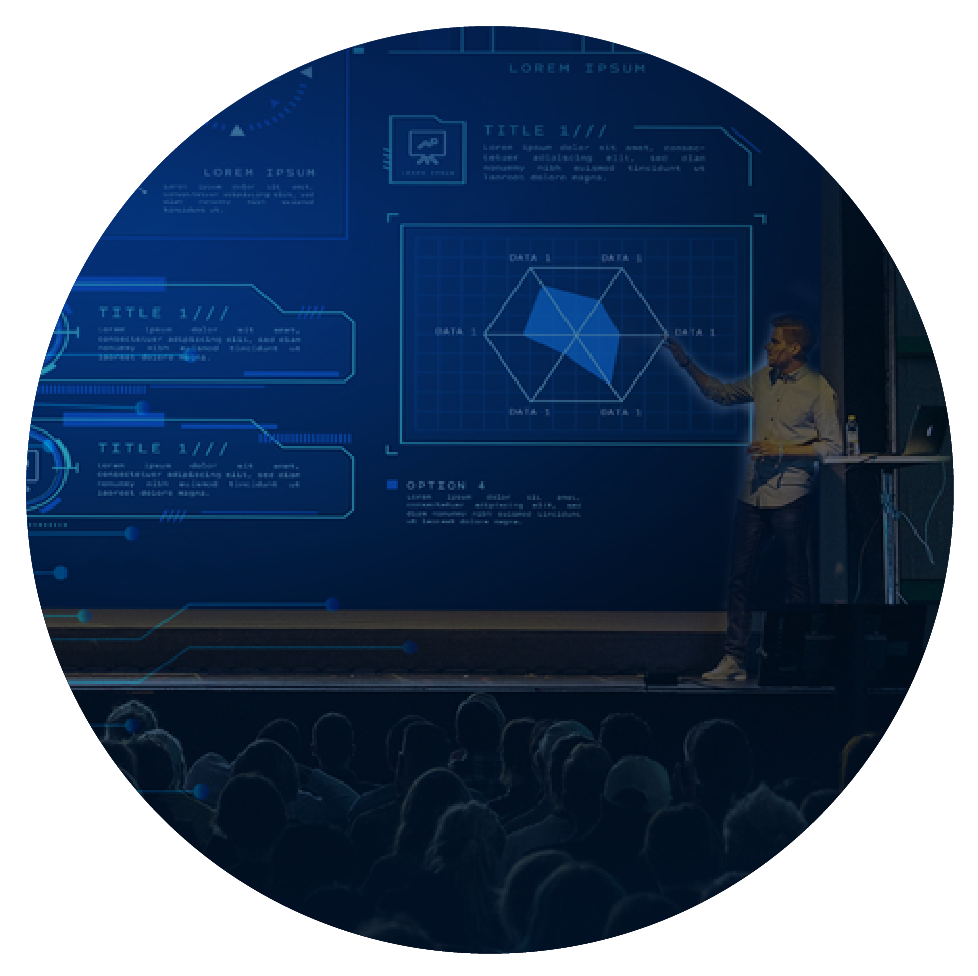 LOREM IPSUM
TITLE 1///
Lorem ipsum dolor sit amet, consec-
tetuer adipiscing elit, sed diam
nonummy nibh euismod tincidunt ut
laoreet dolore magna.
LOREM IPSUM
LOREM IPSUM
Lorem ipsum dolor sit amet,
consectetuer adipiscing elit, sed
diam nonummy nibh euismod
tincidunt ut.
DATA 1 DATA 1
DATA 1 DATA 1
DATA 1 DATA 1
TITLE 1///
Lorem ipsum dolor sit amet,
consectetuer adipiscing elit, sed diam
nonummy nibh euismod tincidunt ut
laoreet dolore magna.
TITLE 1///
Lorem ipsum dolor sit amet,
consectetuer adipiscing elit, sed diam
nonummy nibh euismod tincidunt ut
laoreet dolore magna.
OPTION 4
Lorem ipsum dolor sit amet,
consectetuer adipiscing elit, sed
diam nonummy nibh euismod tincidunt
ut laoreet dolore magna.